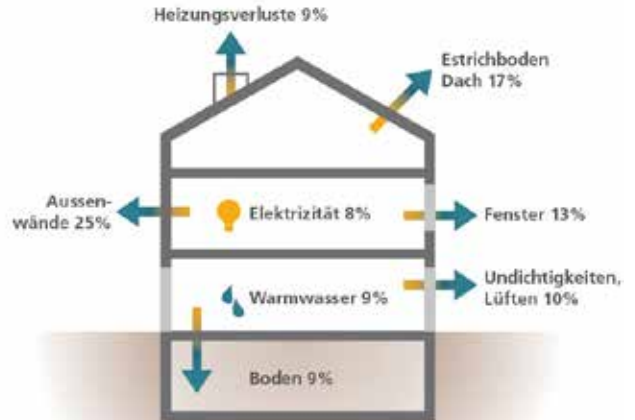 Heizungsverluste 9%
Estrichboden
Dach 17%
Aussen-
wände 25%
Elektrizität 8%
Fenster 13%
Warmwasser 9%
Undichtigkeiten,
Lüften 10%
Boden 9%